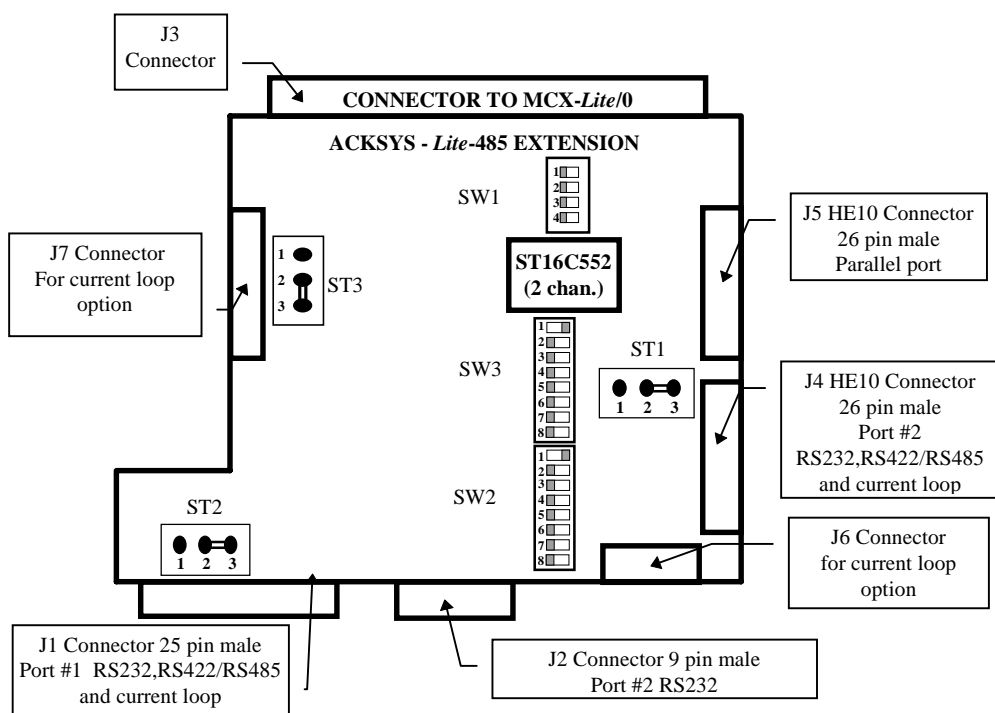 J3
Connector
CONNECTOR TO MCX-Lite/0
ACKSYS - Lite-485 EXTENSION
SW1
1
2
3
4
J5 HE10 Connector
26 pin male
Parallel port
J7 Connector
For current loop
option
1
2
3
ST3
ST16C552
(2 chan.)
SW3
1
2
3
4
5
6
7
8
ST1
1 2 3
J4 HE10 Connector
26 pin male
Port #2
RS232,RS422/RS485
and current loop
SW2
1
2
3
4
5
6
7
8
ST2
1 2 3
J6 Connector
for current loop
option
J1 Connector 25 pin male
Port #1 RS232,RS422/RS485
and current loop
J2 Connector 9 pin male
Port #2 RS232